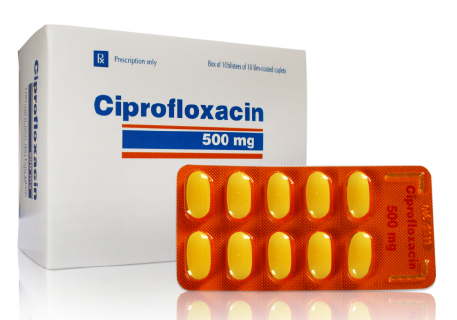 Rx Prescription only
Box of 10 blisters of 10 film-coated caplets
Ciprofloxacin
500 mg
Ciprofloxacin
Ciprofloxacin
500 mg